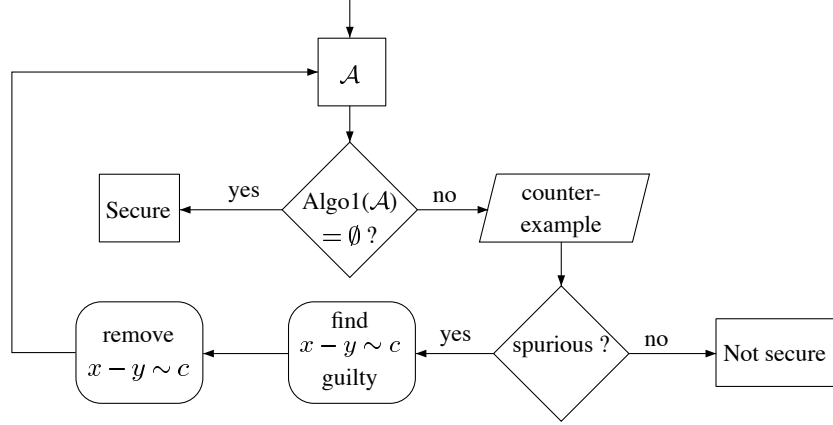 𝒜
yes
no
Secure
Algo1(𝒜)
= ∅ ?
counter-
example
remove
x − y ∼ c
find
x − y ∼ c
guilty
yes
spurious ?
no
Not secure